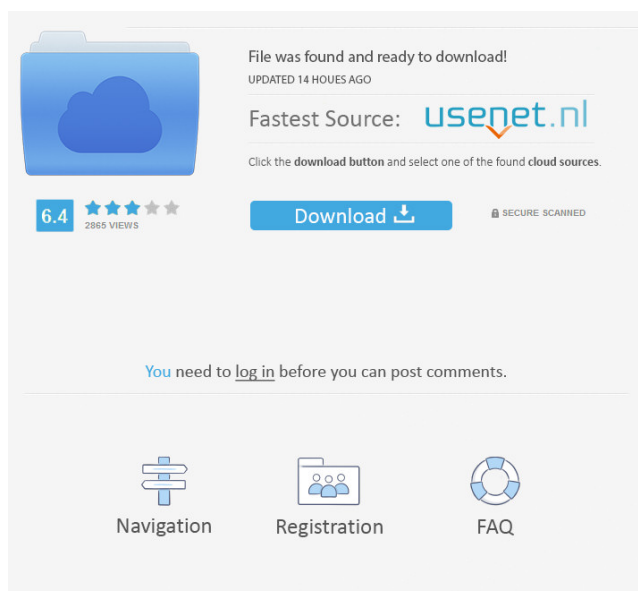 File was found and ready to download!
UPDATED 14 HOUES AGO
Fastest Source: usenet.nl
Click the download button and select one of the found cloud sources.
6.4
2865 VIEWS
Download
SECURE SCANNED
You need to log in before you can post comments.
Navigation
Registration
FAQ